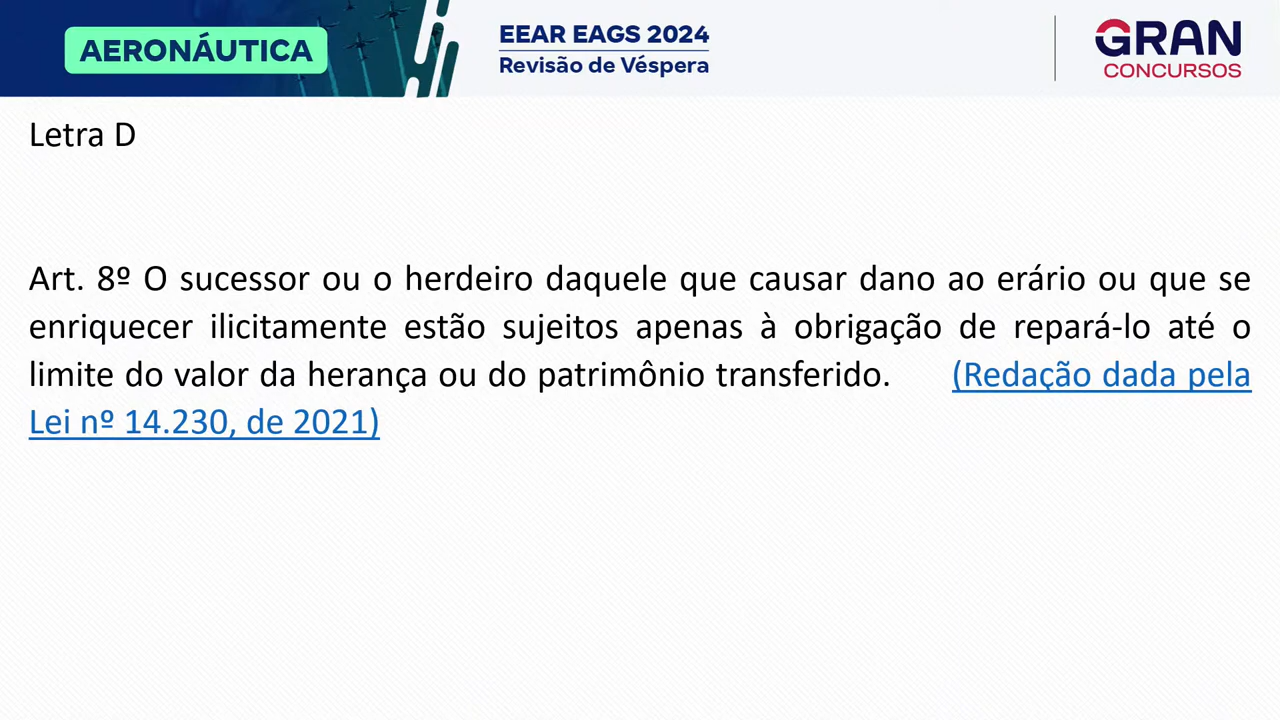 AERONÁUTICA
EEAR EAGS 2024
Revisão de Véspera
GRAN
CONCURSOS
Letra D
Art. 8º O sucessor ou o herdeiro daquele que causar dano ao erário ou que se
enriquecer ilicitamente estão sujeitos apenas à obrigação de repará-lo até o
limite do valor da herança ou do patrimônio transferido. (Redação dada pela
Lei nº 14.230, de 2021)